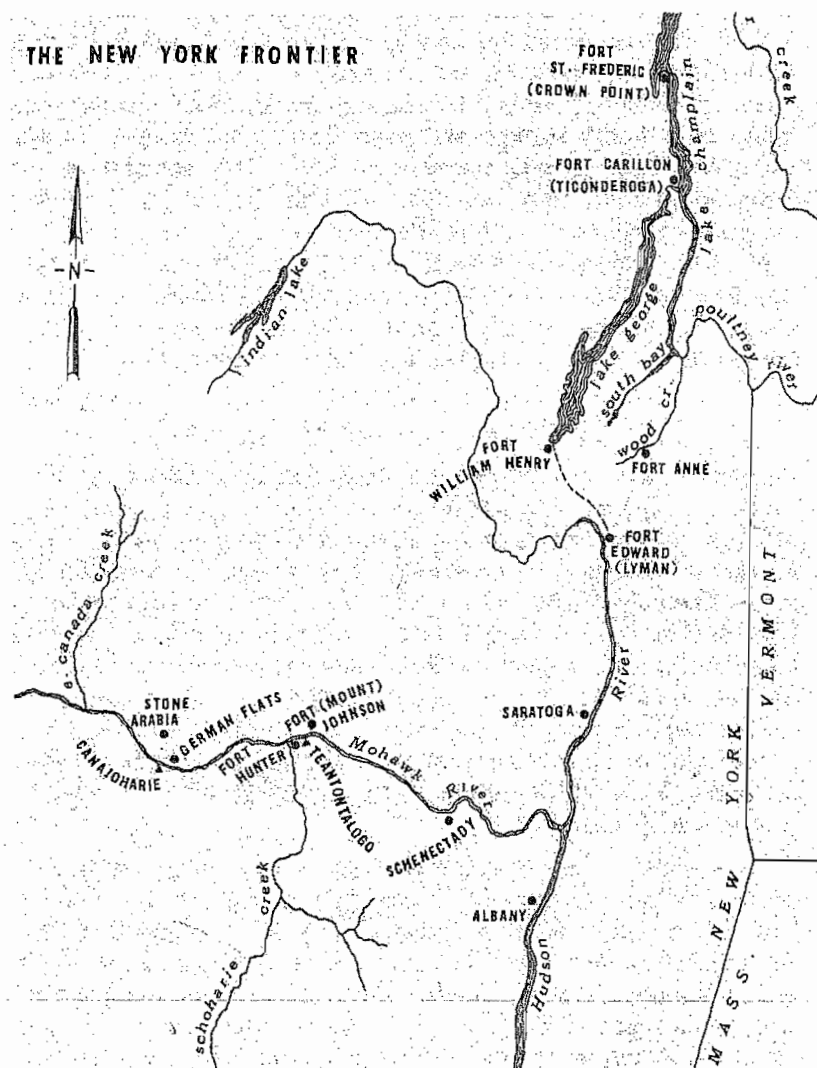 THE NEW YORK FRONTIER
FORT
ST. FREDERIC
(CROWN POINT)
creek
lake champlain
FORT CARILLON
(TICONDEROGA)
-N-
indian lake
lake george
south bay
poultney river
wood cr.
FORT
WILLIAM HENRY
FORT ANNE
FORT
EDWARD
(LYMAN)
e. canada creek
VERMONT
River
STONE
ARABIA
GERMAN FLATS
FORT (MOUNT)
JOHNSON
SARATOGA
CANAJOHARIE
FORT
HUNTER
TEANTONTALOGO
Mohawk
River
SCHENECTADY
NEW YORK
ALBANY
schoharie creek
Hudson
MASS.